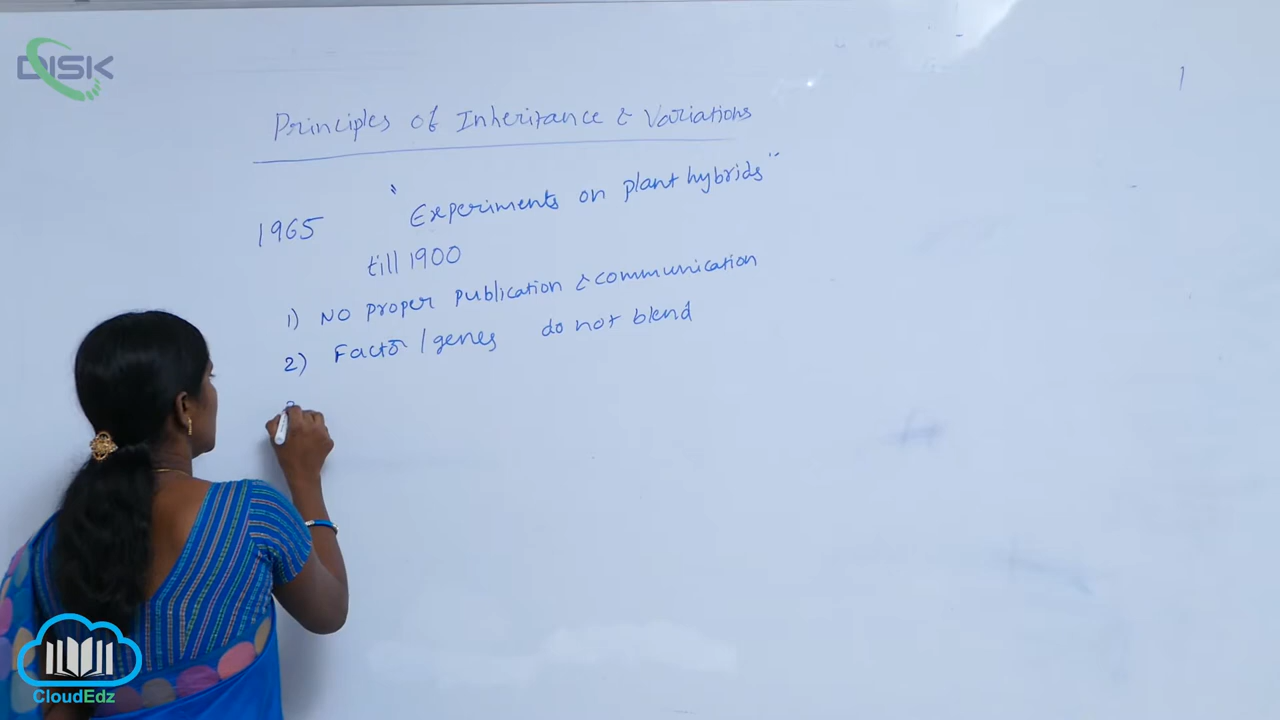 DISK
Principles of Inheritance & Variations
1965 "Experiments on plant hybrids"
till 1900
1) No proper publication & communication
2) Factor / genes do not blend
CloudEdz